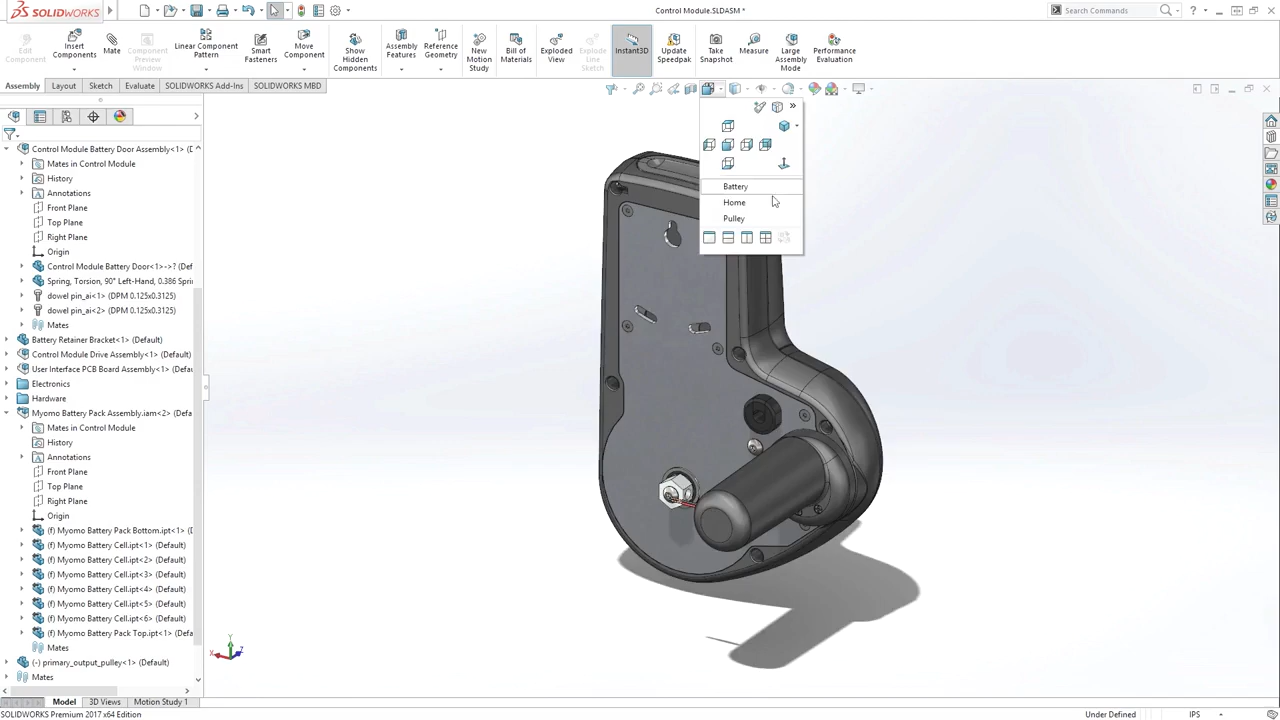 SOLIDWORKS
Control Module.SLDASM *
Search Commands
Edit Component
Insert Components
Mate
Component Preview Window
Linear Component Pattern
Smart Fasteners
Move Component
Show Hidden Components
Assembly Features
Reference Geometry
New Motion Study
Bill of Materials
Exploded View
Explode Line Sketch
Instant3D
Update Speedpak
Take Snapshot
Measure
Large Assembly Mode
Performance Evaluation
Assembly
Layout
Sketch
Evaluate
SOLIDWORKS Add-Ins
SOLIDWORKS MBD
Battery
Home
Pulley
Control Module Battery Door Assembly<1> (D
Mates in Control Module
History
Annotations
Front Plane
Top Plane
Right Plane
Origin
Control Module Battery Door<1>->? (Def
Spring, Torsion, 90° Left-Hand, 0.386 Sprin
dowel pin_ai<1> (DPM 0.125x0.3125)
dowel pin_ai<2> (DPM 0.125x0.3125)
Mates
Battery Retainer Bracket<1> (Default)
Control Module Drive Assembly<1> (Default)
User Interface PCB Board Assembly<1> (Defau
Electronics
Hardware
Myomo Battery Pack Assembly.iam<2> (Defa
Mates in Control Module
History
Annotations
Front Plane
Top Plane
Right Plane
Origin
(f) Myomo Battery Pack Bottom.ipt<1> (D
(f) Myomo Battery Cell.ipt<1> (Default)
(f) Myomo Battery Cell.ipt<2> (Default)
(f) Myomo Battery Cell.ipt<3> (Default)
(f) Myomo Battery Cell.ipt<4> (Default)
(f) Myomo Battery Cell.ipt<5> (Default)
(f) Myomo Battery Cell.ipt<6> (Default)
(f) Myomo Battery Pack Top.ipt<1> (Defa
Mates
(-) primary_output_pulley<1> (Default)
Mates
Y
X
Z
Model
3D Views
Motion Study 1
SOLIDWORKS Premium 2017 x64 Edition
Under Defined
IPS